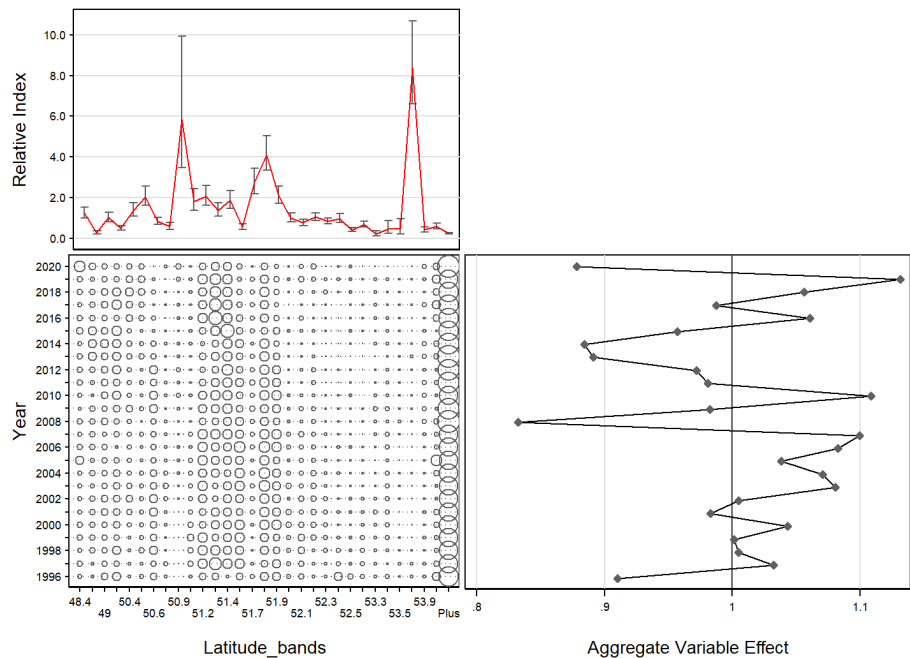 10.0
8.0
6.0
4.0
2.0
0.0
Relative Index
2020
2018
2016
2014
2012
2010
2008
2006
2004
2002
2000
1998
1996
Year
48.4 50.4 50.9 51.4 51.9 52.3 53.3 53.9
49 50.6 51.2 51.7 52.1 52.5 53.5 Plus
Latitude_bands
.8 .9 1 1.1
Aggregate Variable Effect